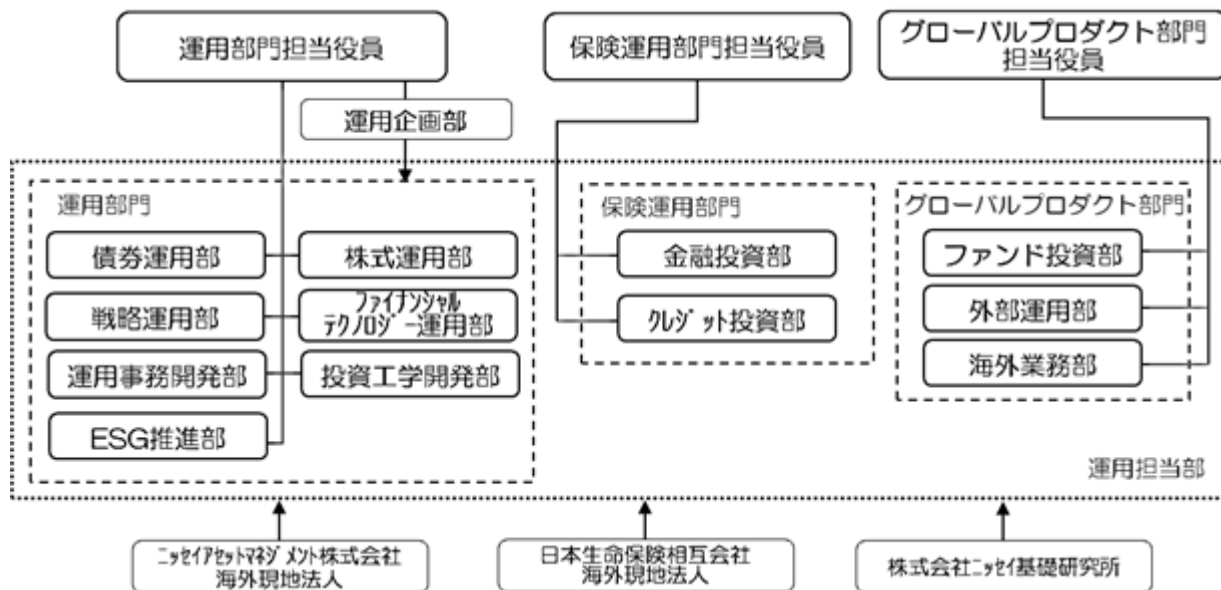 運用部門担当役員
保険運用部門担当役員
グローバルプロダクト部門
担当役員
運用企画部
運用部門
債券運用部
株式運用部
戦略運用部
ファイナンシャル
テクノロジー運用部
運用事務開発部
投資工学開発部
ESG推進部
保険運用部門
金融投資部
クレジット投資部
グローバルプロダクト部門
ファンド投資部
外部運用部
海外業務部
運用担当部
ニッセイアセットマネジメント株式会社
海外現地法人
日本生命保険相互会社
海外現地法人
株式会社ニッセイ基礎研究所